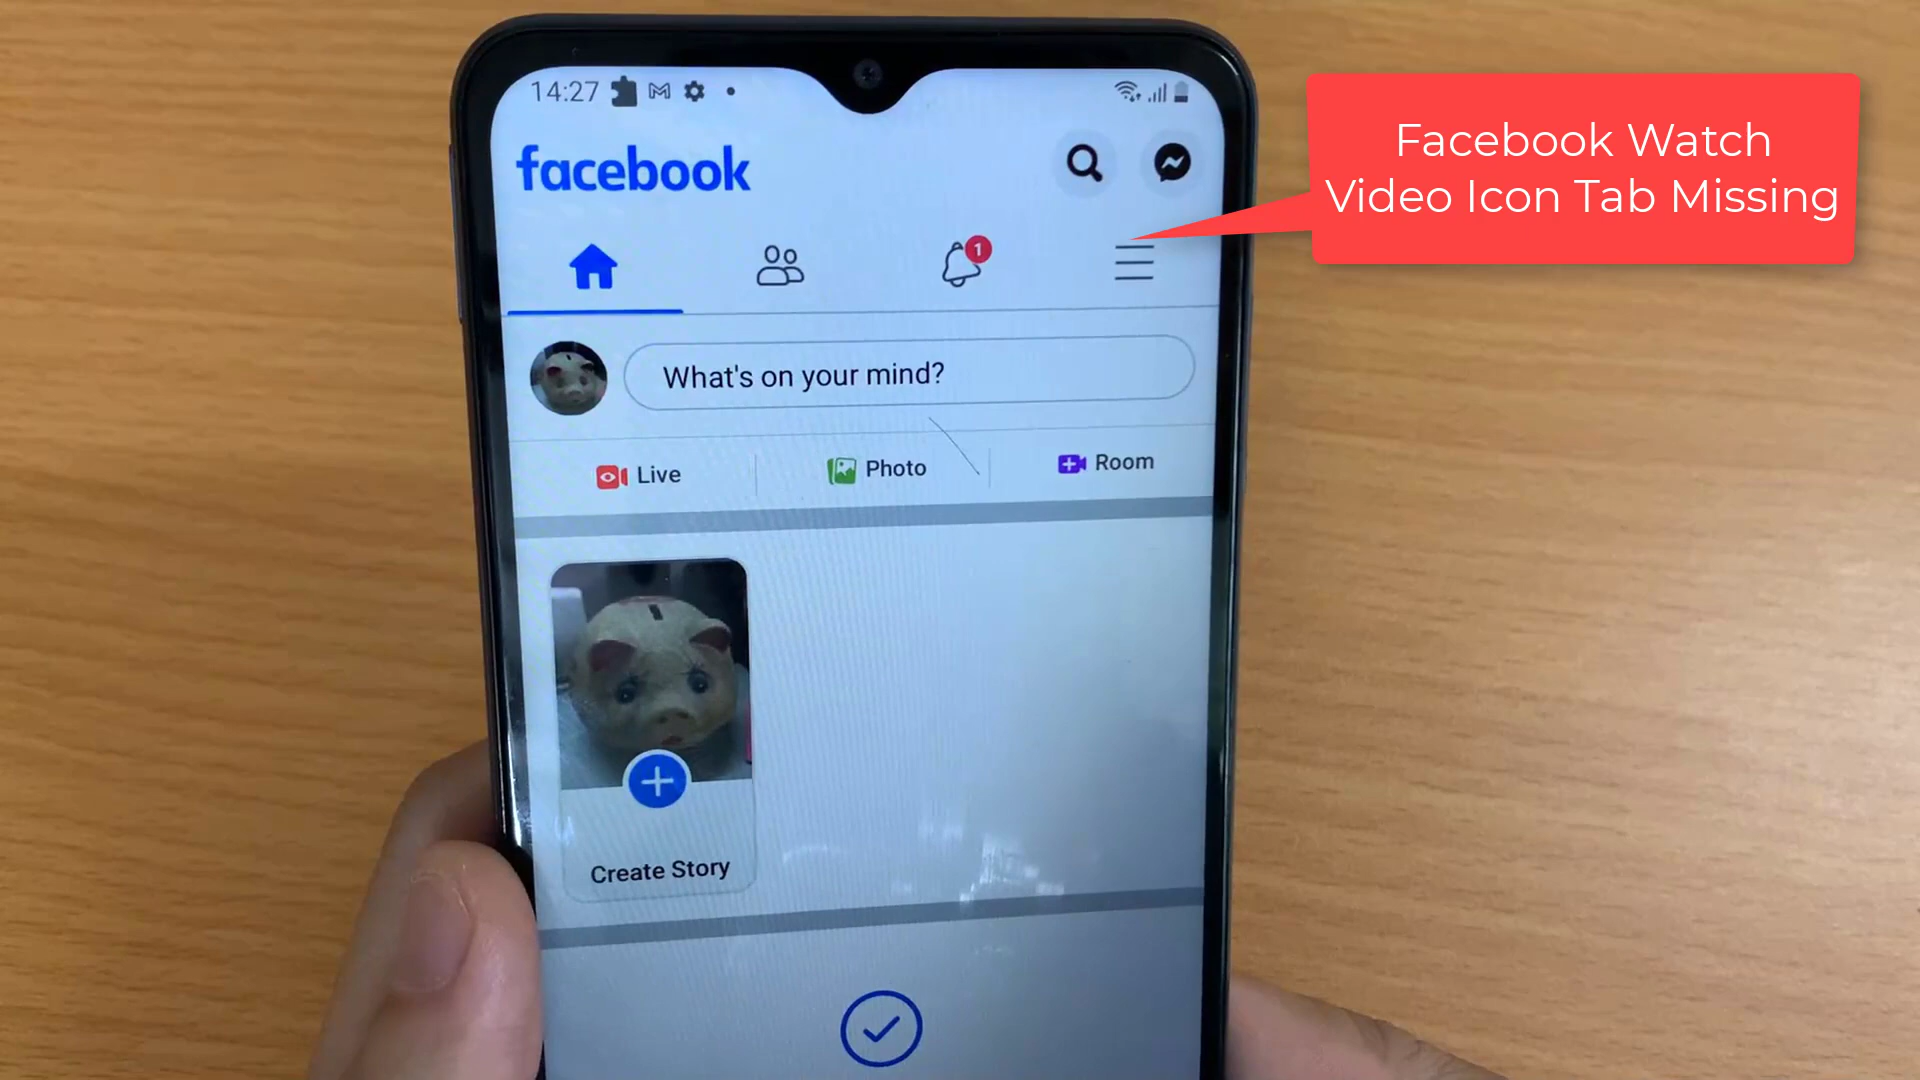 14:27
facebook
Facebook Watch
Video Icon Tab Missing
1
What's on your mind?
Live
Photo
Room
Create Story